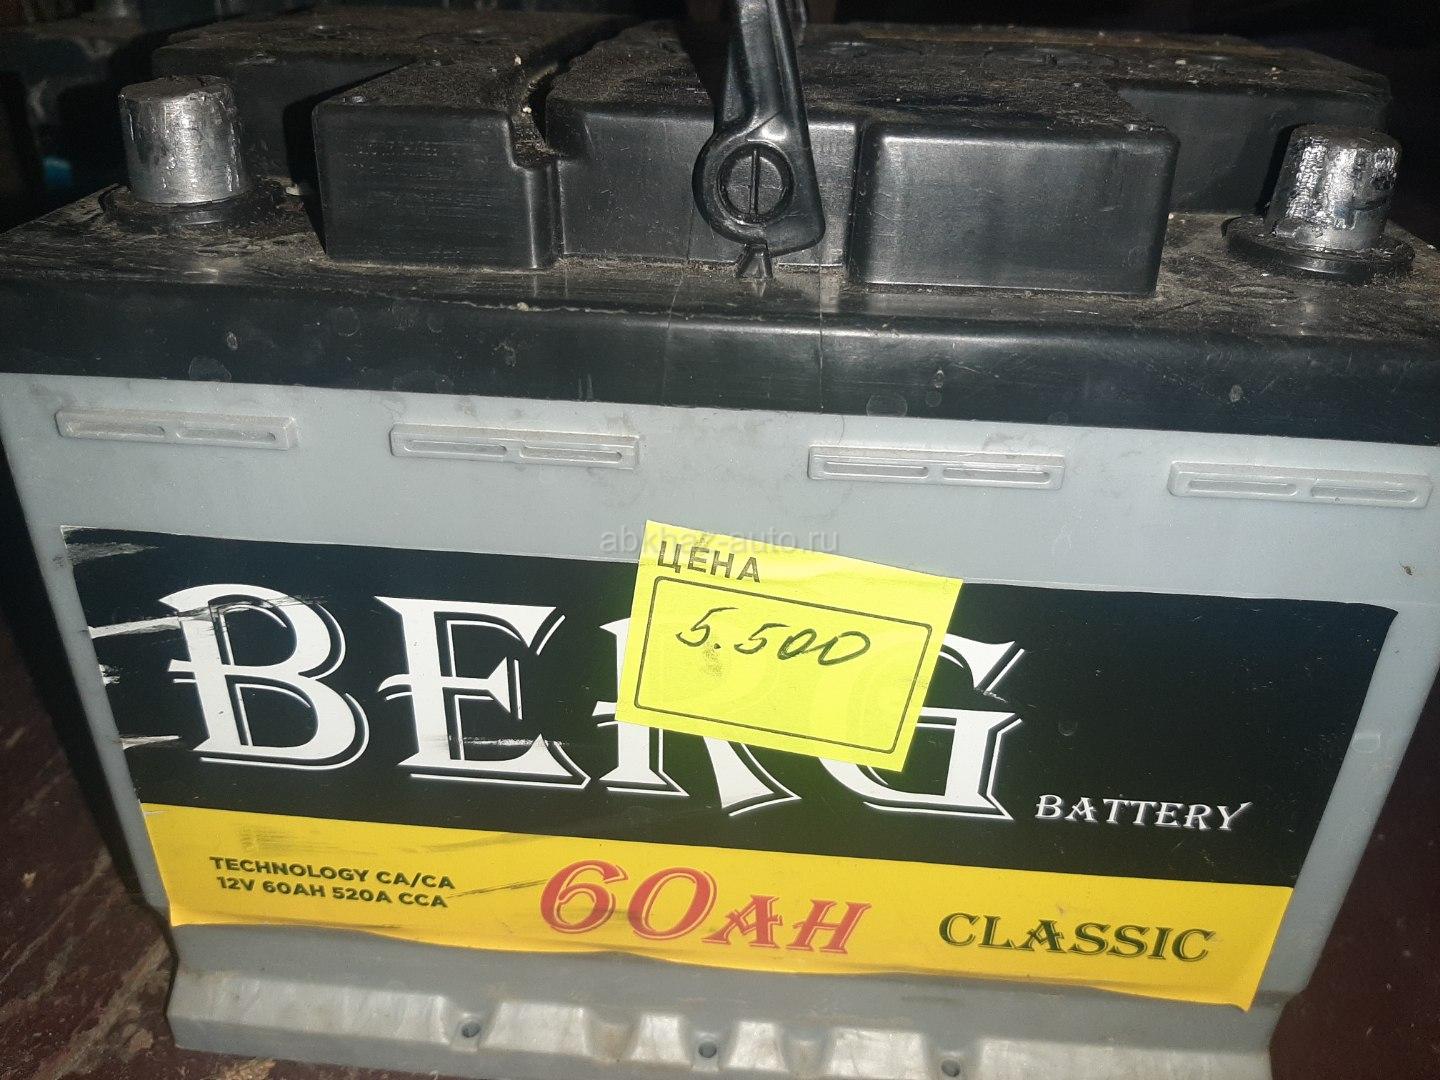 abkhaz-auto.ru
ЦЕНА
5.500
BERG
BATTERY
TECHNOLOGY CA/CA
12V 60AH 520A CCA
60AH
CLASSIC